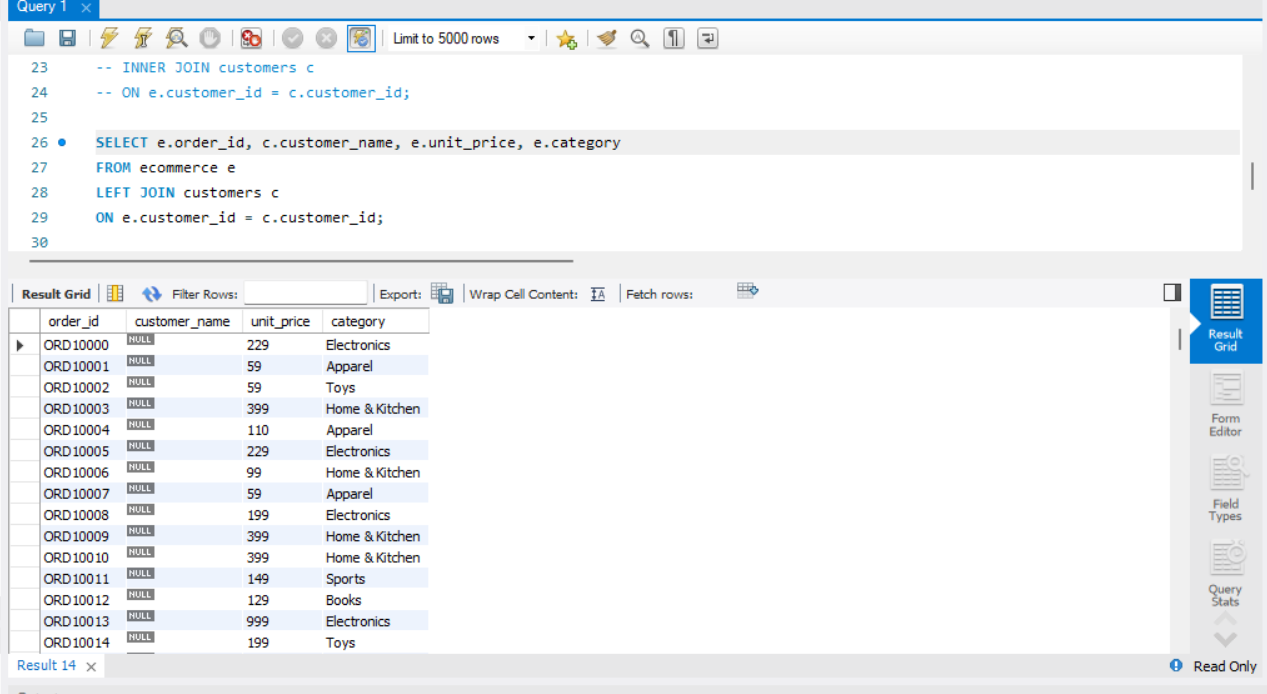 Query 1
Limit to 5000 rows
23 -- INNER JOIN customers c
24 -- ON e.customer_id = c.customer_id;
25
26 SELECT e.order_id, c.customer_name, e.unit_price, e.category
27 FROM ecommerce e
28 LEFT JOIN customers c
29 ON e.customer_id = c.customer_id;
30
Result Grid Filter Rows: Export: Wrap Cell Content: IA Fetch rows:
order_id customer_name unit_price category
ORD10000 NULL 229 Electronics
ORD10001 NULL 59 Apparel
ORD10002 NULL 59 Toys
ORD10003 NULL 399 Home & Kitchen
ORD10004 NULL 110 Apparel
ORD10005 NULL 229 Electronics
ORD10006 NULL 99 Home & Kitchen
ORD10007 NULL 59 Apparel
ORD10008 NULL 199 Electronics
ORD10009 NULL 399 Home & Kitchen
ORD10010 NULL 399 Home & Kitchen
ORD10011 NULL 149 Sports
ORD10012 NULL 129 Books
ORD10013 NULL 999 Electronics
ORD10014 NULL 199 Toys
Result
Grid
Form
Editor
Field
Types
Query
Stats
Result 14
Read Only